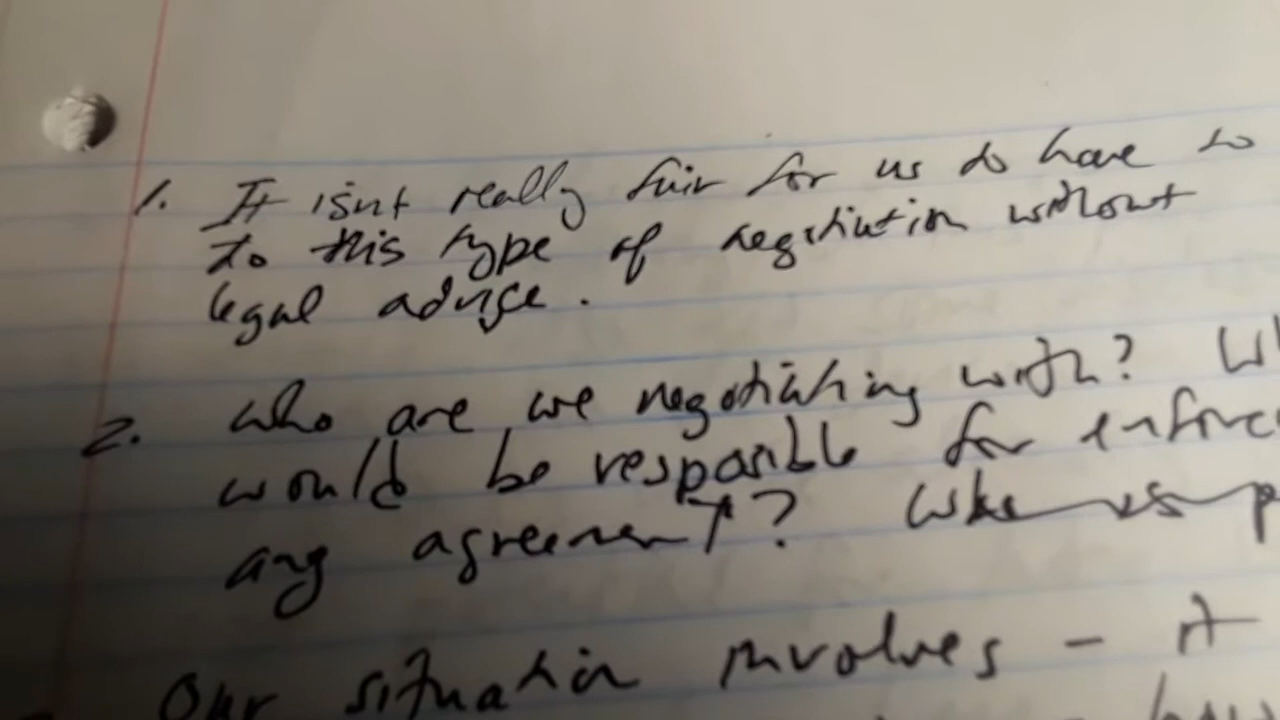 1. It isnt really fair for us to have to
to this type of negotiation without
legal advice.
2. Who are we negotiating with?
would be responsible for
any agreement?
Our situation involves - it